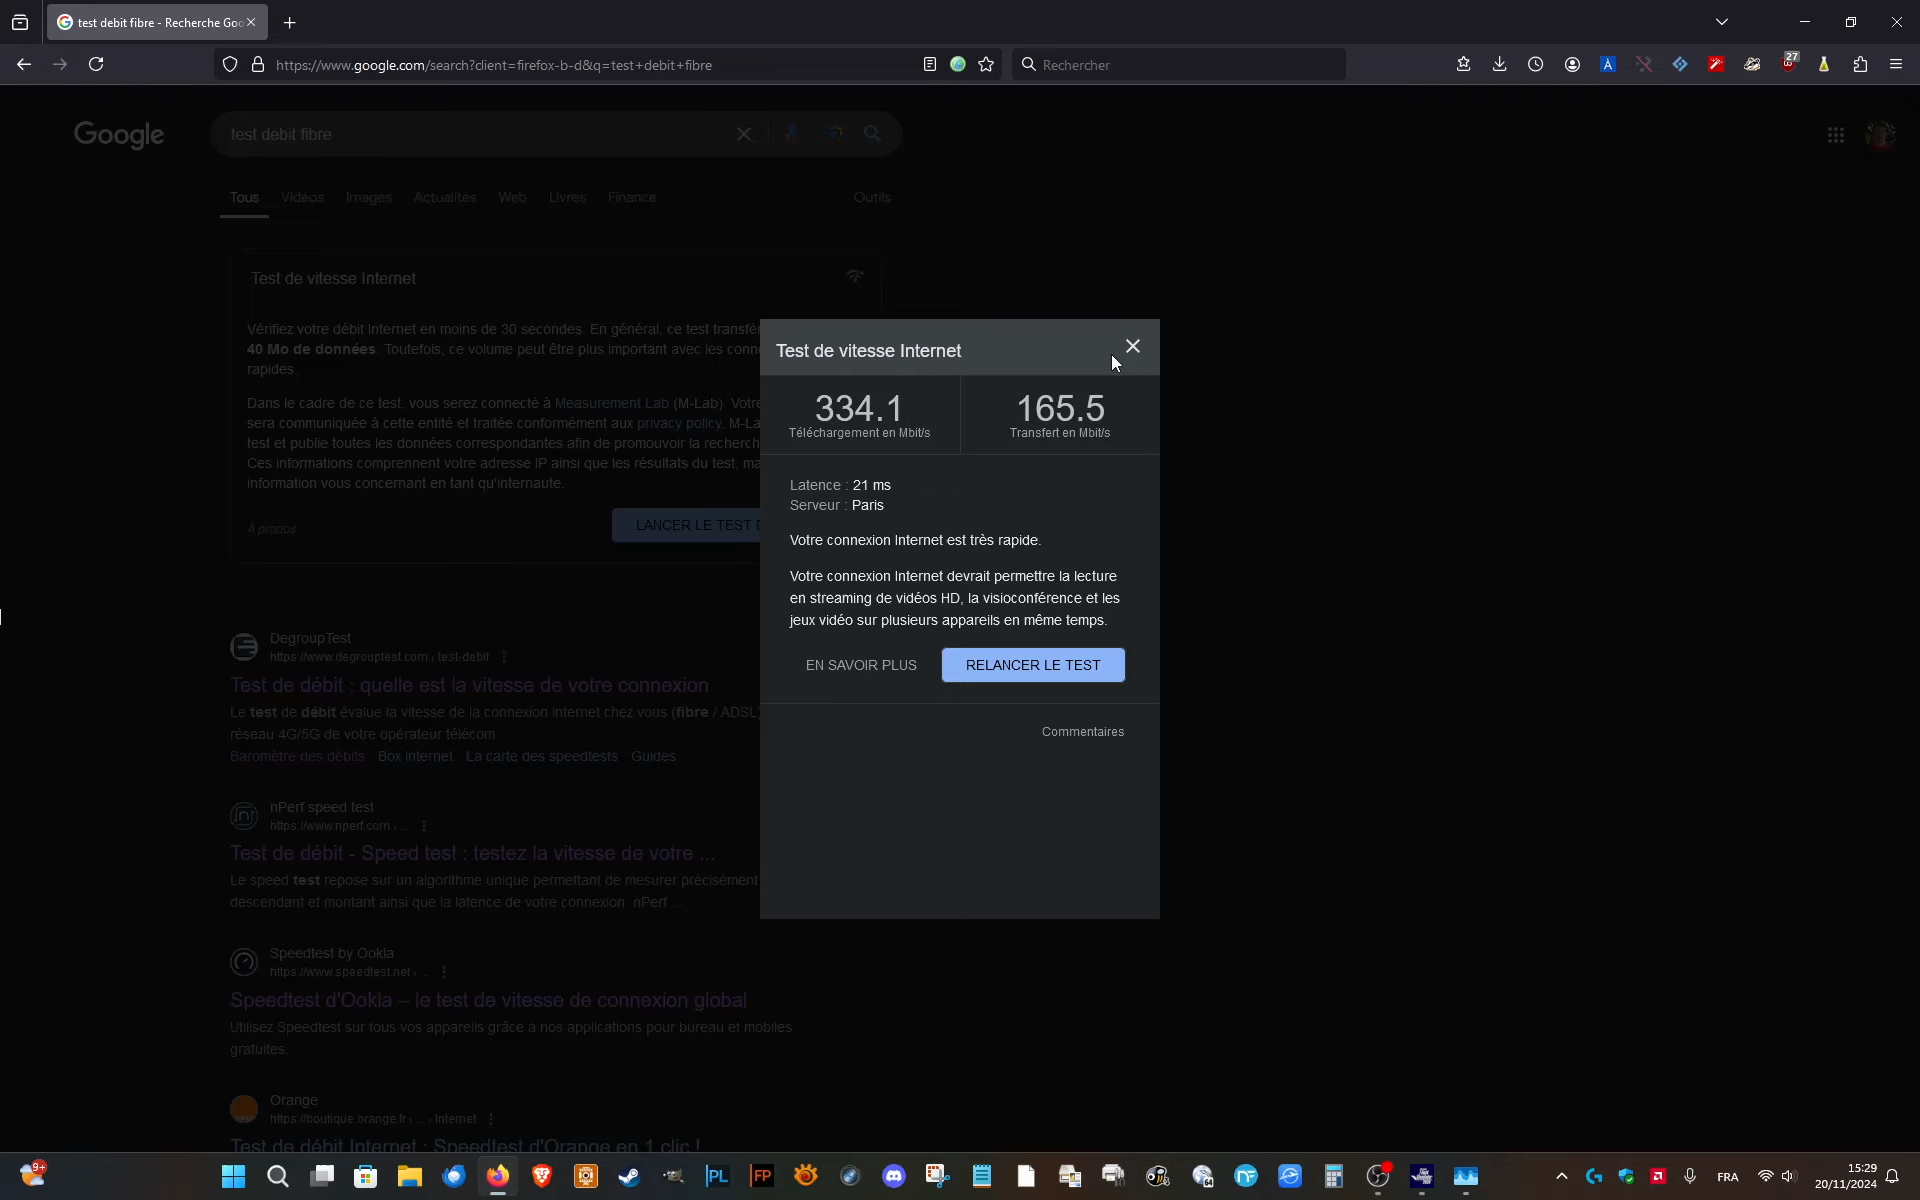 test debit fibre - Recherche Goo
https://www.google.com/search?client=firefox-b-d&q=test+debit+fibre
Rechercher
27
Google
test debit fibre
Tous Vidéos Images Actualités Web Livres Finance Outils
Test de vitesse Internet
Vérifiez votre débit Internet en moins de 30 secondes. En général, ce test transfère
40 Mo de données. Toutefois, ce volume peut être plus important avec les
rapides.
Dans le cadre de ce test, vous serez connecté à Measurement Lab (M-Lab). Votre
sera communiquée à cette entité et traitée conformément aux privacy policy. M-La
test et publie toutes les données correspondantes afin de promouvoir la recherch
Ces informations comprennent votre adresse IP ainsi que les résultats du test, ma
information vous concernant en tant qu'internaute.
À propos
LANCER LE TEST D
Test de vitesse Internet
334.1
Téléchargement en Mbit/s
165.5
Transfert en Mbit/s
Latence : 21 ms
Serveur : Paris
Votre connexion Internet est très rapide.
Votre connexion Internet devrait permettre la lecture
en streaming de vidéos HD, la visioconférence et les
jeux vidéo sur plusieurs appareils en même temps.
EN SAVOIR PLUS
RELANCER LE TEST
Commentaires
DegroupTest
https://www.degrouptest.com › test-debit
Test de débit : quelle est la vitesse de votre connexion
Le test de débit évalue la vitesse de la connexion internet chez vous (fibre / ADSL)
réseau 4G/5G de votre opérateur télécom
Baromètre des débits · Box internet · La carte des speedtests · Guides
nPerf speed test
https://www.nperf.com › ...
Test de débit - Speed test : testez la vitesse de votre ...
Le speed test repose sur un algorithme unique permettant de mesurer précisément
descendant et montant ainsi que la latence de votre connexion. nPerf ...
Speedtest by Ookla
https://www.speedtest.net › ...
Speedtest d'Ookla – le test de vitesse de connexion global
Utilisez Speedtest sur tous vos appareils grâce à nos applications pour bureau et mobiles
gratuites.
Orange
https://boutique.orange.fr › ... › Internet
Test de débit Internet : Speedtest d'Orange en 1 clic !
9+
PL
FP
64
FRA
15:29
20/11/2024